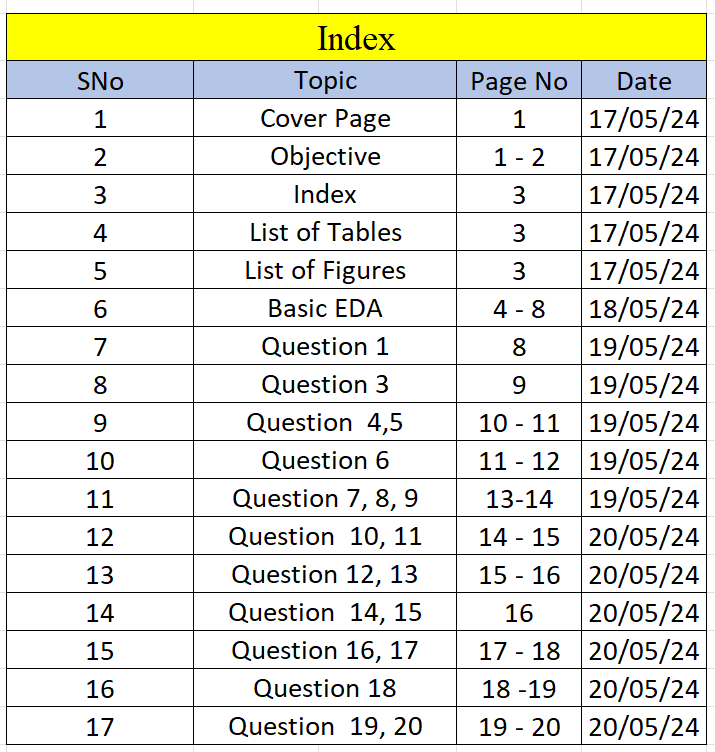 Index
SNo Topic Page No Date
1 Cover Page 1 17/05/24
2 Objective 1 - 2 17/05/24
3 Index 3 17/05/24
4 List of Tables 3 17/05/24
5 List of Figures 3 17/05/24
6 Basic EDA 4 - 8 18/05/24
7 Question 1 8 19/05/24
8 Question 3 9 19/05/24
9 Question  4,5 10 - 11 19/05/24
10 Question 6 11 - 12 19/05/24
11 Question 7, 8, 9 13-14 19/05/24
12 Question  10, 11 14 - 15 20/05/24
13 Question 12, 13 15 - 16 20/05/24
14 Question  14, 15 16 20/05/24
15 Question 16, 17 17 - 18 20/05/24
16 Question 18 18 -19 20/05/24
17 Question  19, 20 19 - 20 20/05/24